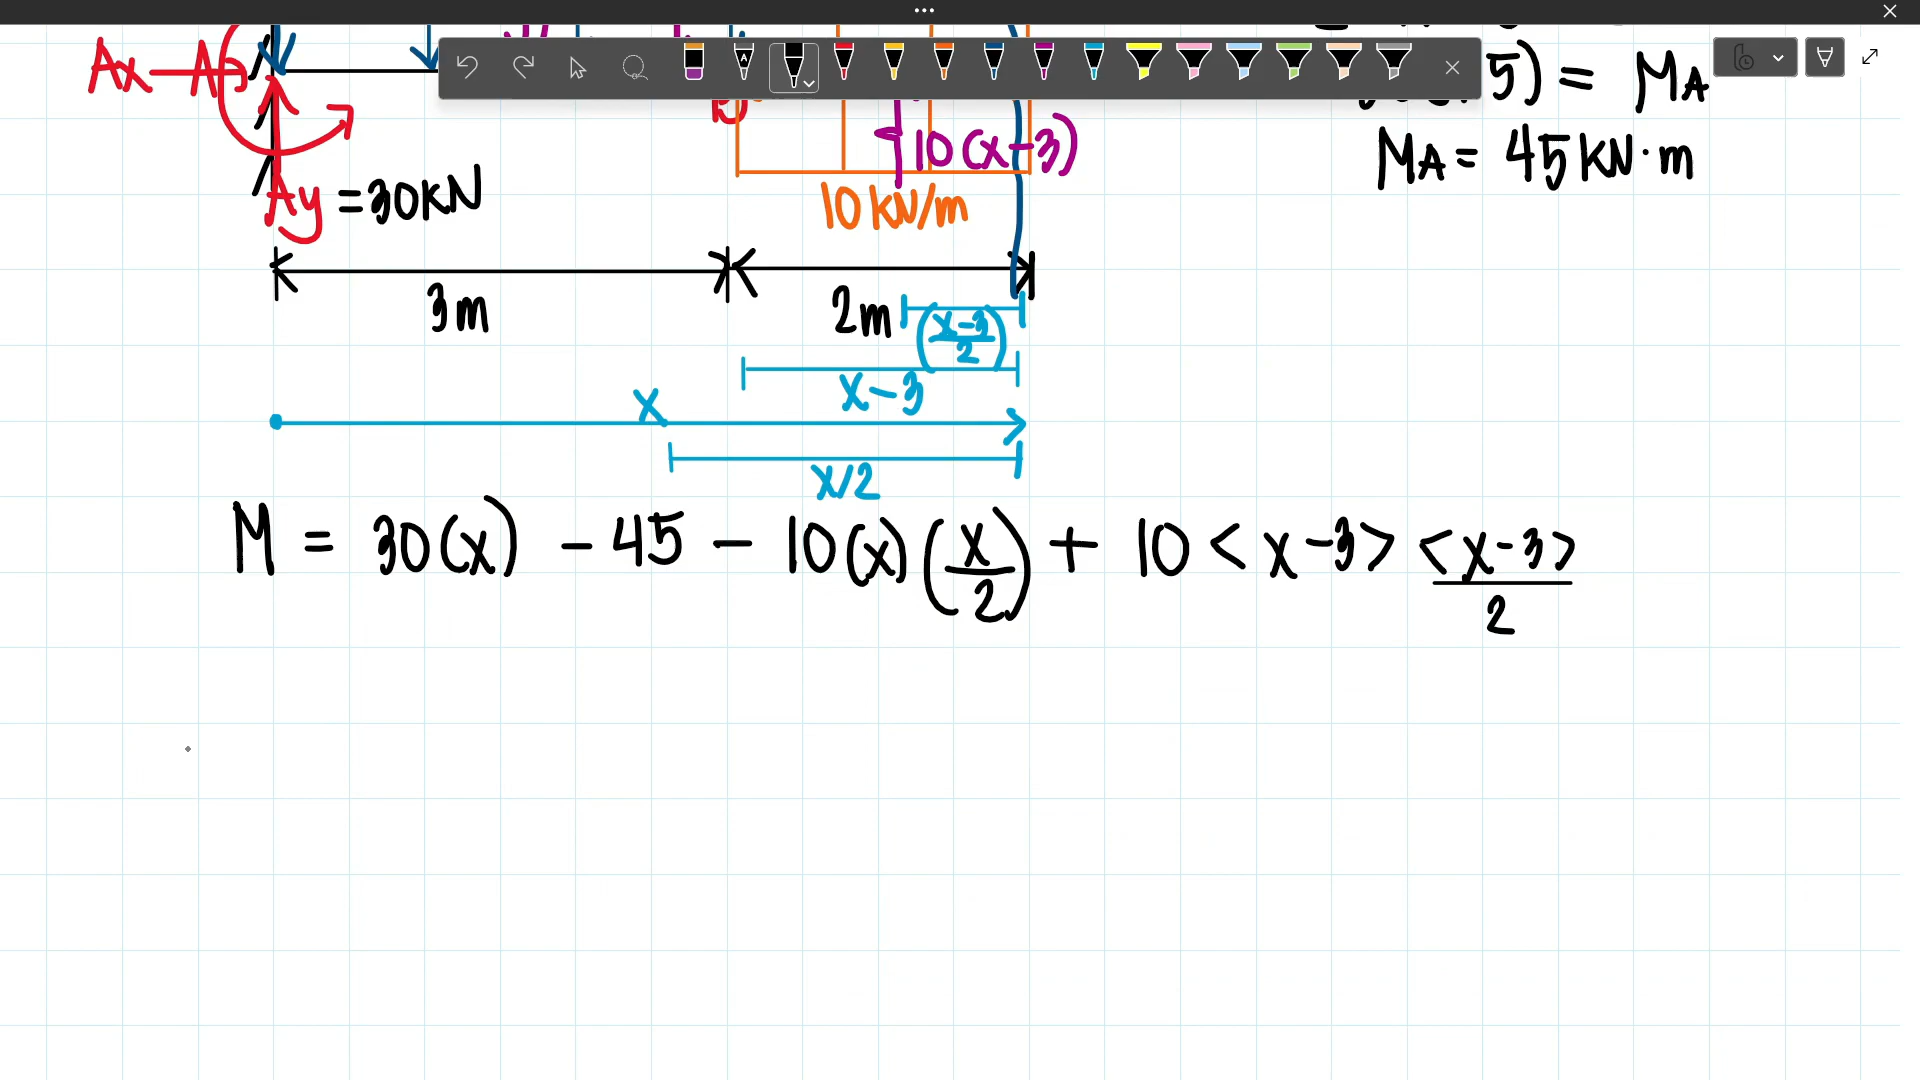 Ax
5) = MA
10(x-3)
MA = 45 kN·m
Ay = 30kN
10 kN/m
3m
2m
(x-3/2)
x-3
x
x/2
M = 30(x) - 45 - 10(x)(x/2) + 10 <x-3> <x-3>/2